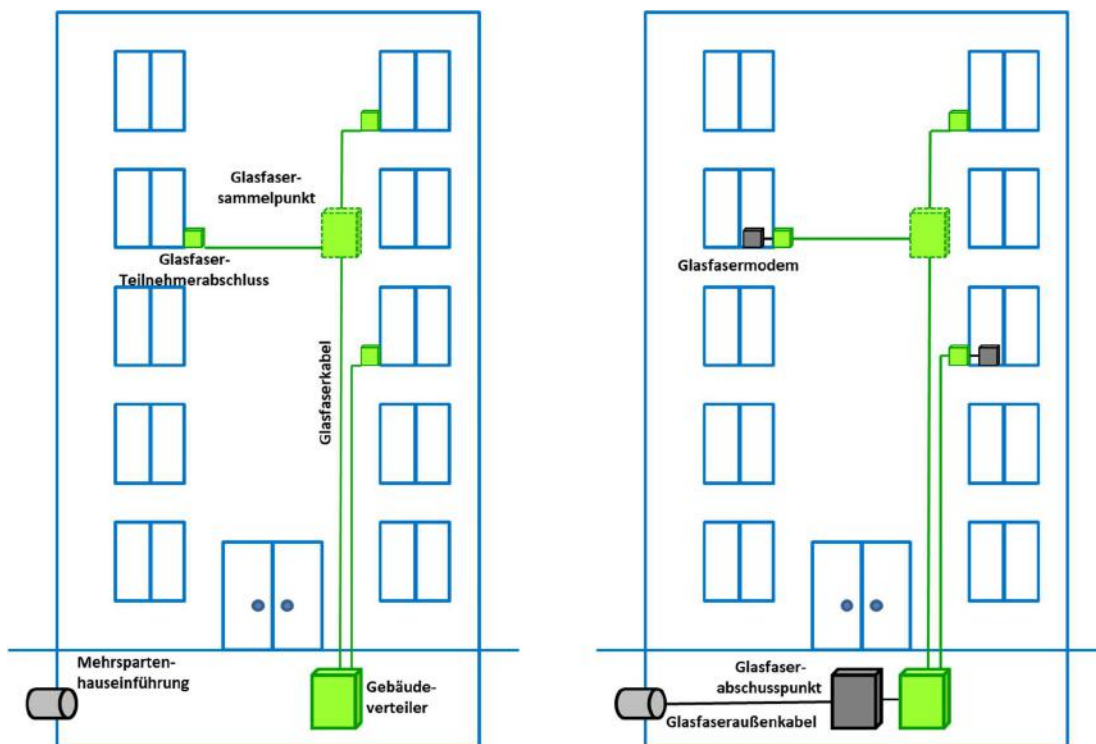 Glasfaser-
sammelpunkt
Glasfaser-
Teilnehmerabschluss
Glasfaserkabel
Mehrsparten-
hauseinführung
Gebäude-
verteiler
Glasfasermodem
Glasfaser-
abschusspunkt
Glasfaseraußenkabel